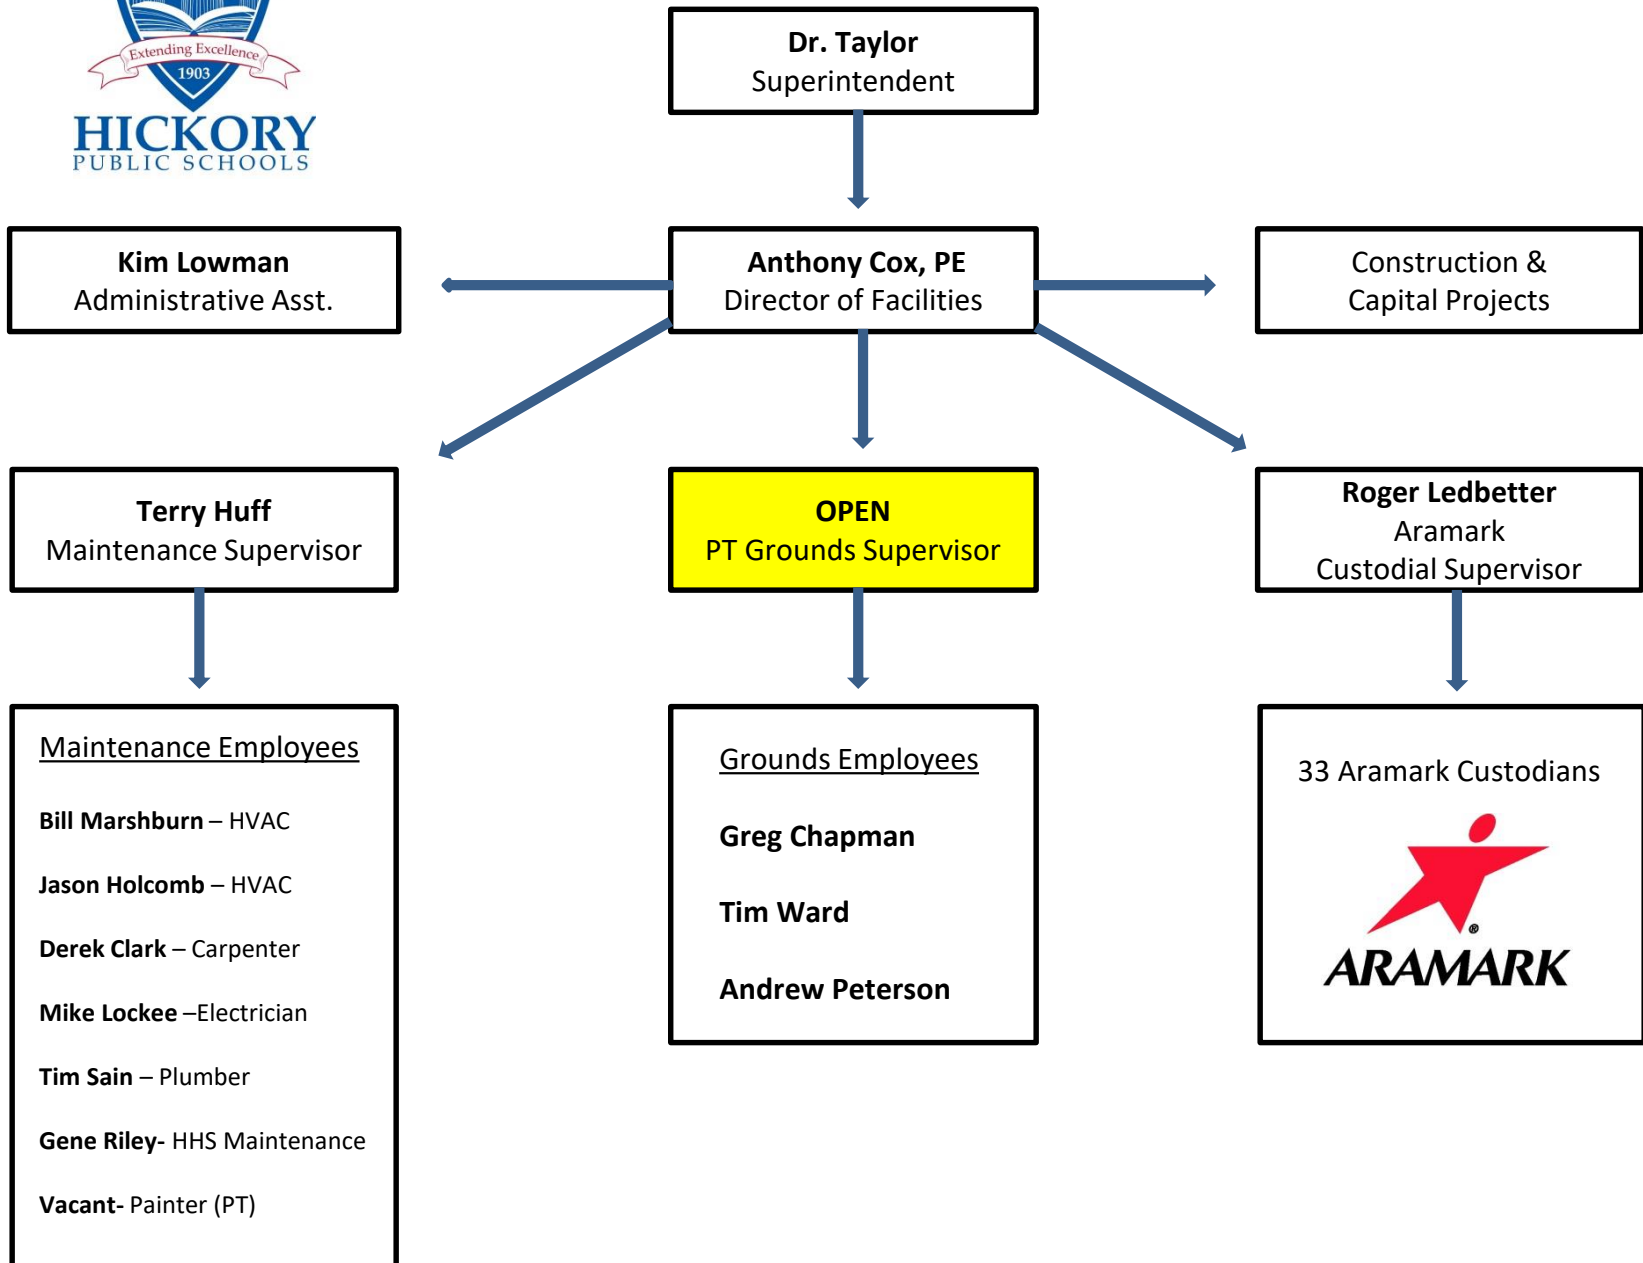 Extending Excellence
1903
HICKORY
PUBLIC SCHOOLS
Dr. Taylor
Superintendent
Kim Lowman
Administrative Asst.
Anthony Cox, PE
Director of Facilities
Construction &
Capital Projects
Terry Huff
Maintenance Supervisor
OPEN
PT Grounds Supervisor
Roger Ledbetter
Aramark
Custodial Supervisor
Maintenance Employees
Bill Marshburn – HVAC
Jason Holcomb – HVAC
Derek Clark – Carpenter
Mike Lockee –Electrician
Tim Sain – Plumber
Gene Riley- HHS Maintenance
Vacant- Painter (PT)
Grounds Employees
Greg Chapman
Tim Ward
Andrew Peterson
33 Aramark Custodians
®
ARAMARK